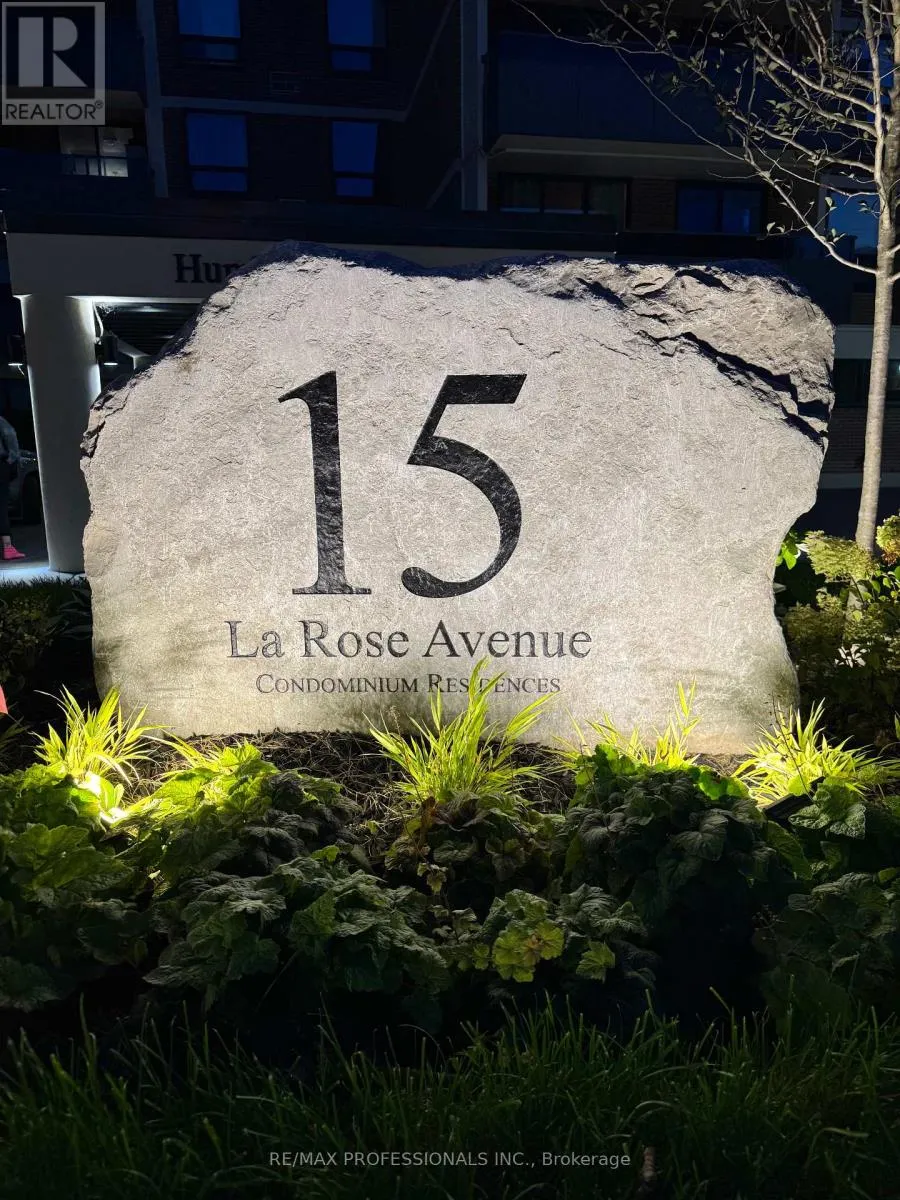 R
REALTOR®
15
La Rose Avenue
CONDOMINIUM RESIDENCES
RE/MAX PROFESSIONALS INC., Brokerage